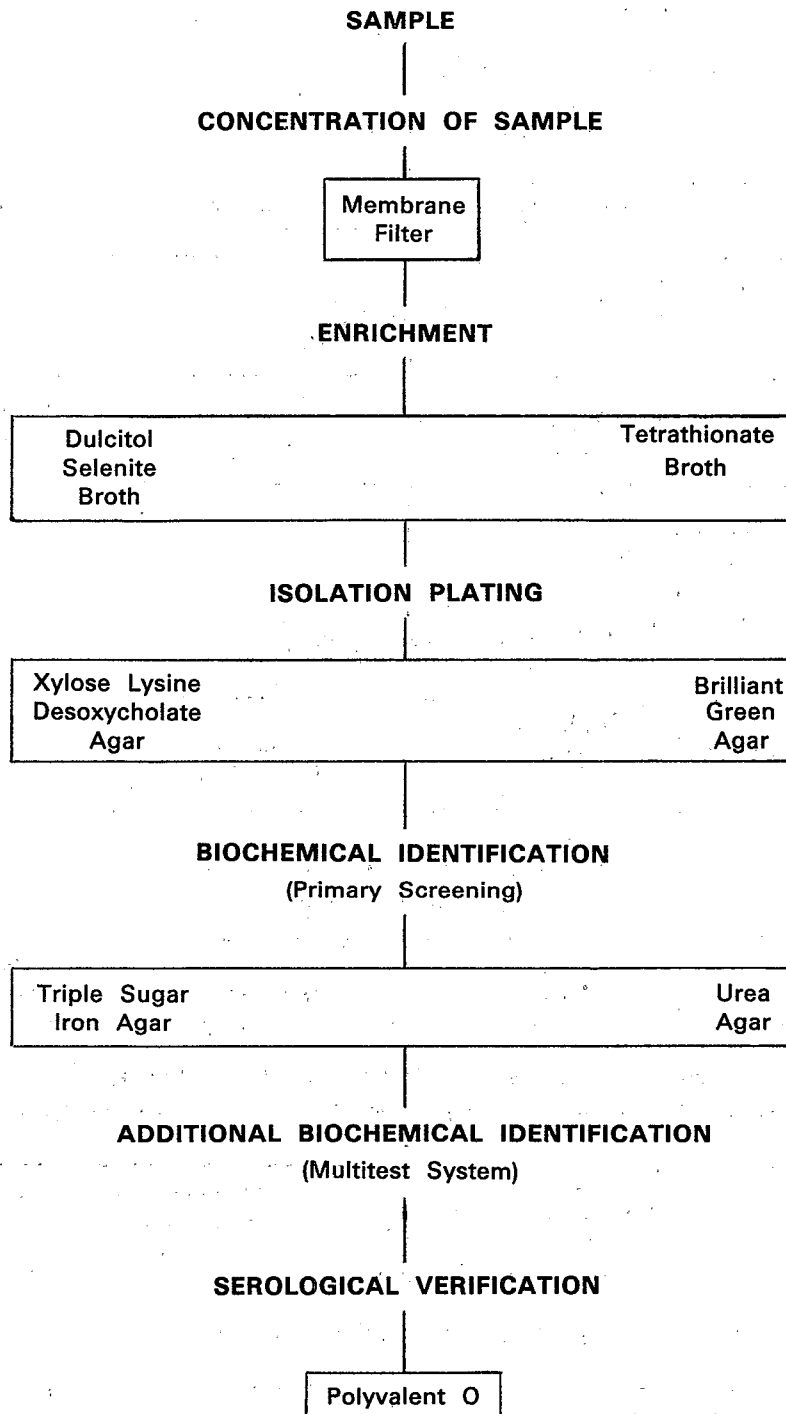 SAMPLE
CONCENTRATION OF SAMPLE
Membrane
Filter
ENRICHMENT
Dulcitol
Selenite
Broth
Tetrathionate
Broth
ISOLATION PLATING
Xylose Lysine
Desoxycholate
Agar
Brilliant
Green
Agar
BIOCHEMICAL IDENTIFICATION
(Primary Screening)
Triple Sugar
Iron Agar
Urea
Agar
ADDITIONAL BIOCHEMICAL IDENTIFICATION
(Multitest System)
SEROLOGICAL VERIFICATION
Polyvalent O